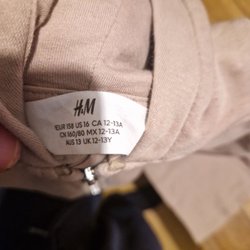 H&M
EUR 158 US 16 CA 12-13A
CN 160/80 MX 12-13A
AUS 13 UK 12-13Y